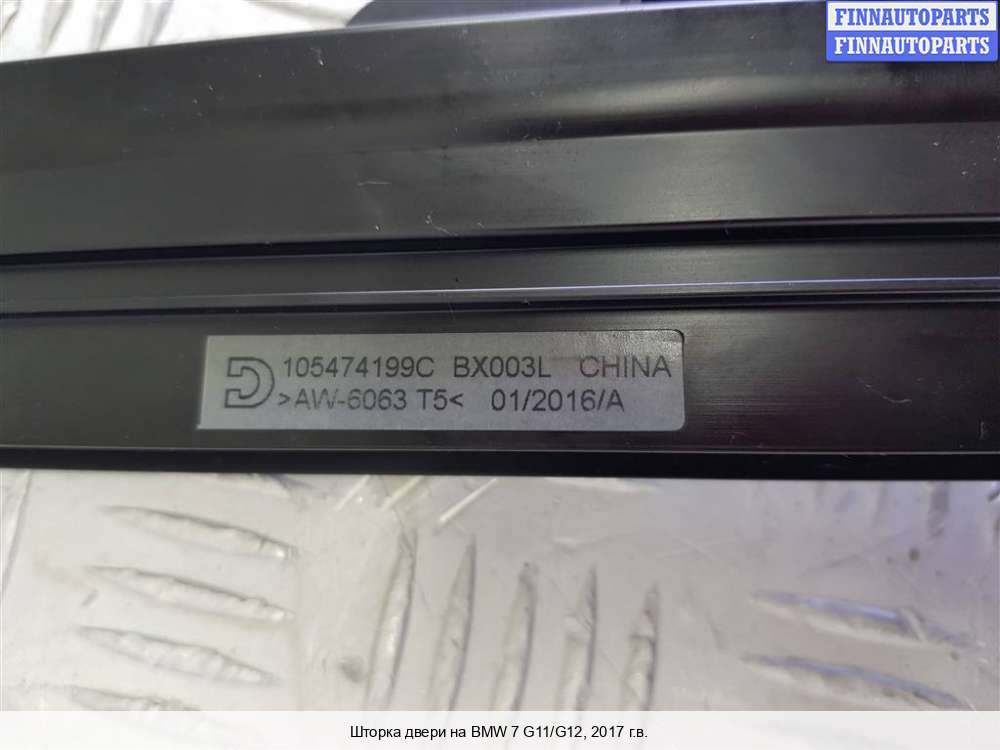 FINNAUTOPARTS
FINNAUTOPARTS
105474199C BX003L CHINA
>AW-6063 T5< 01/2016/A
Шторка двери на BMW 7 G11/G12, 2017 г.в.